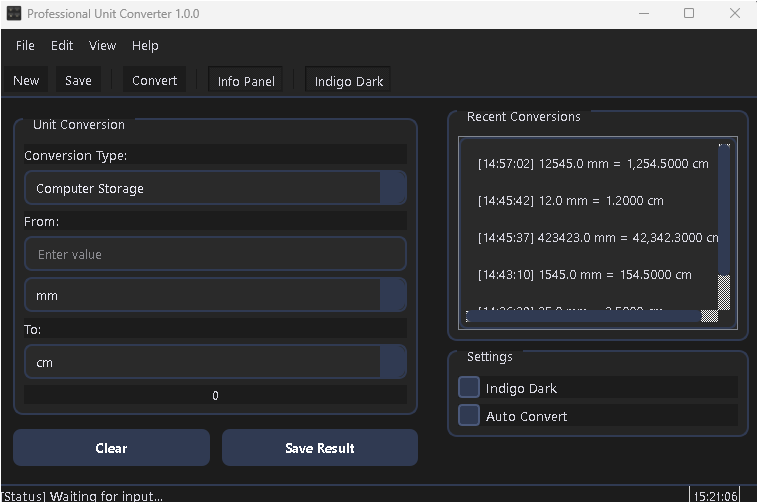 Professional Unit Converter 1.0.0
File Edit View Help
New Save Convert Info Panel Indigo Dark
Unit Conversion
Conversion Type:
Computer Storage
From:
Enter value
mm
To:
cm
0
Clear Save Result
Recent Conversions
[14:57:02] 12545.0 mm = 1,254.5000 cm
[14:45:42] 12.0 mm = 1.2000 cm
[14:45:37] 423423.0 mm = 42,342.3000 cm
[14:43:10] 1545.0 mm = 154.5000 cm
Settings
Indigo Dark
Auto Convert
[Status] Waiting for input... 15:21:06